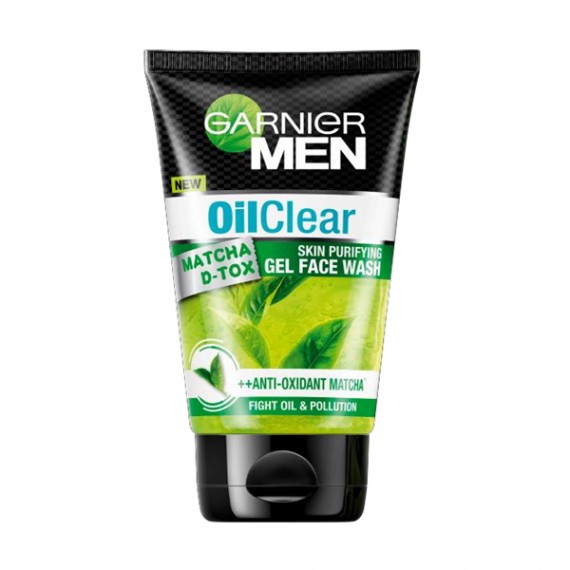 GARNIER
MEN
NEW
OilClear
MATCHA
D-TOX
SKIN PURIFYING
GEL FACE WASH
++ANTI-OXIDANT MATCHA*
FIGHT OIL & POLLUTION